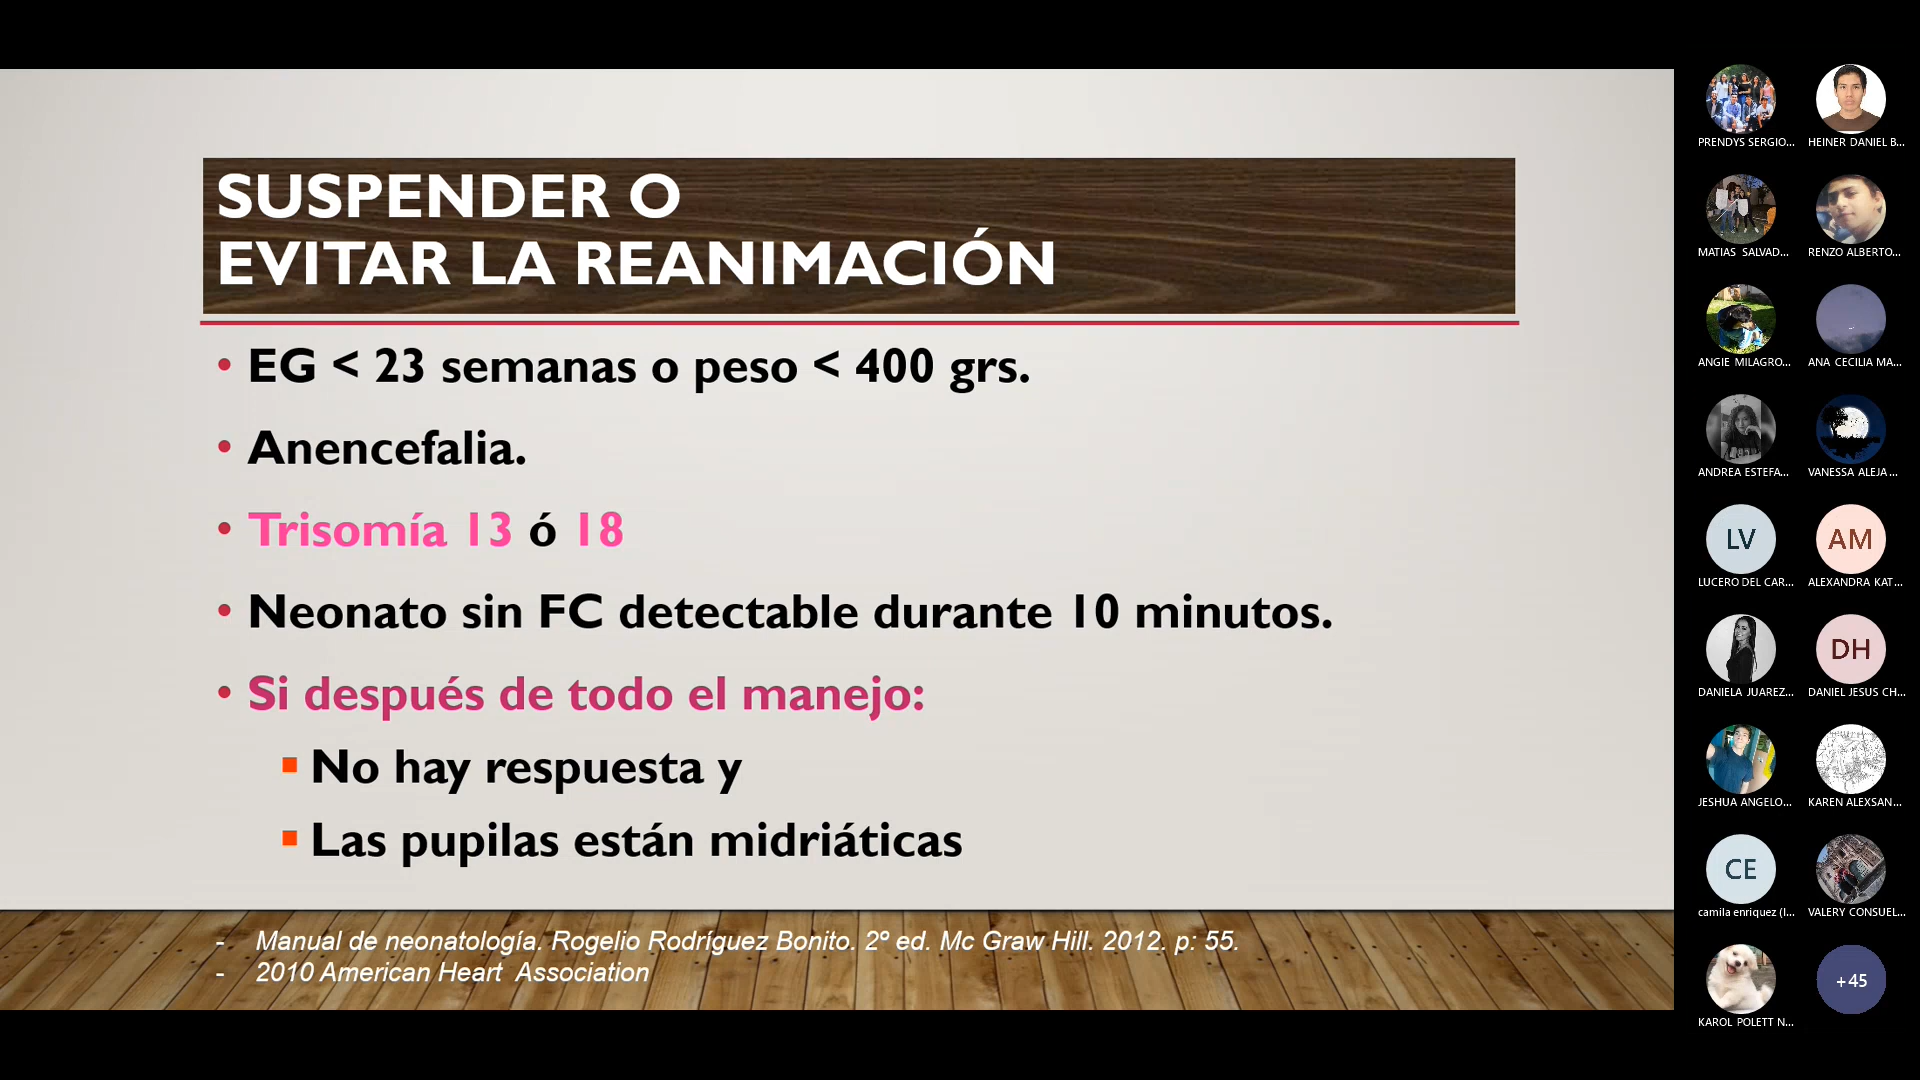 SUSPENDER O
EVITAR LA REANIMACIÓN
• EG < 23 semanas o peso < 400 grs.
• Anencefalia.
• Trisomía 13 ó 18
• Neonato sin FC detectable durante 10 minutos.
• Si después de todo el manejo:
▪ No hay respuesta y
▪ Las pupilas están midriáticas
- Manual de neonatología. Rogelio Rodríguez Bonito. 2º ed. Mc Graw Hill. 2012. p: 55.
- 2010 American Heart Association
PRENDYS SERGIO...
HEINER DANIEL B...
MATIAS SALVAD...
RENZO ALBERTO...
ANGIE MILAGRO...
ANA CECILIA MA...
ANDREA ESTEFA...
VANESSA ALEJA...
LV
AM
LUCERO DEL CAR...
ALEXANDRA KAT...
DH
DANIELA JUAREZ...
DANIEL JESUS CH...
JESHUA ANGELO...
KAREN ALEXSAN...
CE
camila enriquez (I...
VALERY CONSUEL...
+45
KAROL POLETT N...